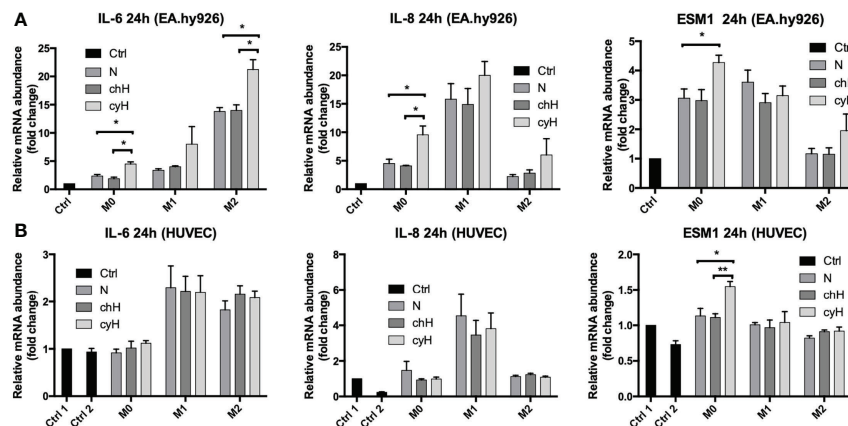 A
IL-6 24h (EA.hy926)
Relative mRNA abundance
(fold change)
25
20
15
10
5
0
Ctrl
N
chH
cyH
*
*
*
*
Ctrl
M0
M1
M2
IL-8 24h (EA.hy926)
Relative mRNA abundance
(fold change)
25
20
15
10
5
0
Ctrl
N
chH
cyH
*
*
Ctrl
M0
M1
M2
ESM1 24h (EA.hy926)
Relative mRNA abundance
(fold change)
5
4
3
2
1
0
Ctrl
N
chH
cyH
*
Ctrl
M0
M1
M2
B
IL-6 24h (HUVEC)
Relative mRNA abundance
(fold change)
3
2
1
0
Ctrl
N
chH
cyH
Ctrl 1
Ctrl 2
M0
M1
M2
IL-8 24h (HUVEC)
Relative mRNA abundance
(fold change)
8
6
4
2
0
Ctrl
N
chH
cyH
Ctrl 1
Ctrl 2
M0
M1
M2
ESM1 24h (HUVEC)
Relative mRNA abundance
(fold change)
2.0
1.5
1.0
0.5
0.0
Ctrl
N
chH
cyH
*
**
Ctrl 1
Ctrl 2
M0
M1
M2